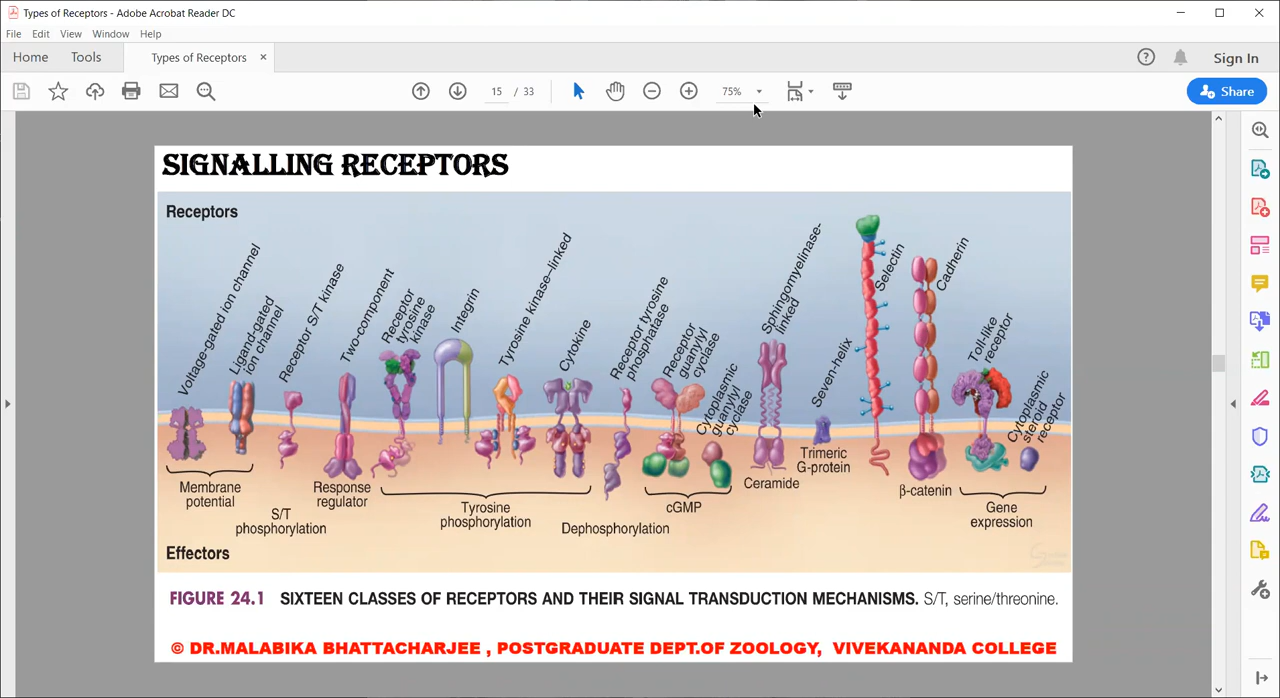 Types of Receptors - Adobe Acrobat Reader DC
File Edit View Window Help
Home Tools Types of Receptors × Sign In
15 / 33 75% Share
SIGNALLING RECEPTORS
Receptors
Voltage-gated ion channel
Ligand-gated
ion channel
Receptor S/T kinase
Two-component
Receptor
tyrosine
kinase
Integrin
Tyrosine kinase–linked
Cytokine
Receptor tyrosine
phosphatase
Receptor
guanylyl
cyclase
Cytoplasmic
guanylyl
cyclase
Sphingomyelinase-
linked
Seven-helix
Selectin
Cadherin
Toll-like
receptor
Cytoplasmic
steroid
receptor
Membrane
potential
S/T
phosphorylation
Response
regulator
Tyrosine
phosphorylation
Dephosphorylation
cGMP
Ceramide
Trimeric
G-protein
β-catenin
Gene
expression
Effectors
FIGURE 24.1 SIXTEEN CLASSES OF RECEPTORS AND THEIR SIGNAL TRANSDUCTION MECHANISMS. S/T, serine/threonine.
© DR.MALABIKA BHATTACHARJEE , POSTGRADUATE DEPT.OF ZOOLOGY, VIVEKANANDA COLLEGE